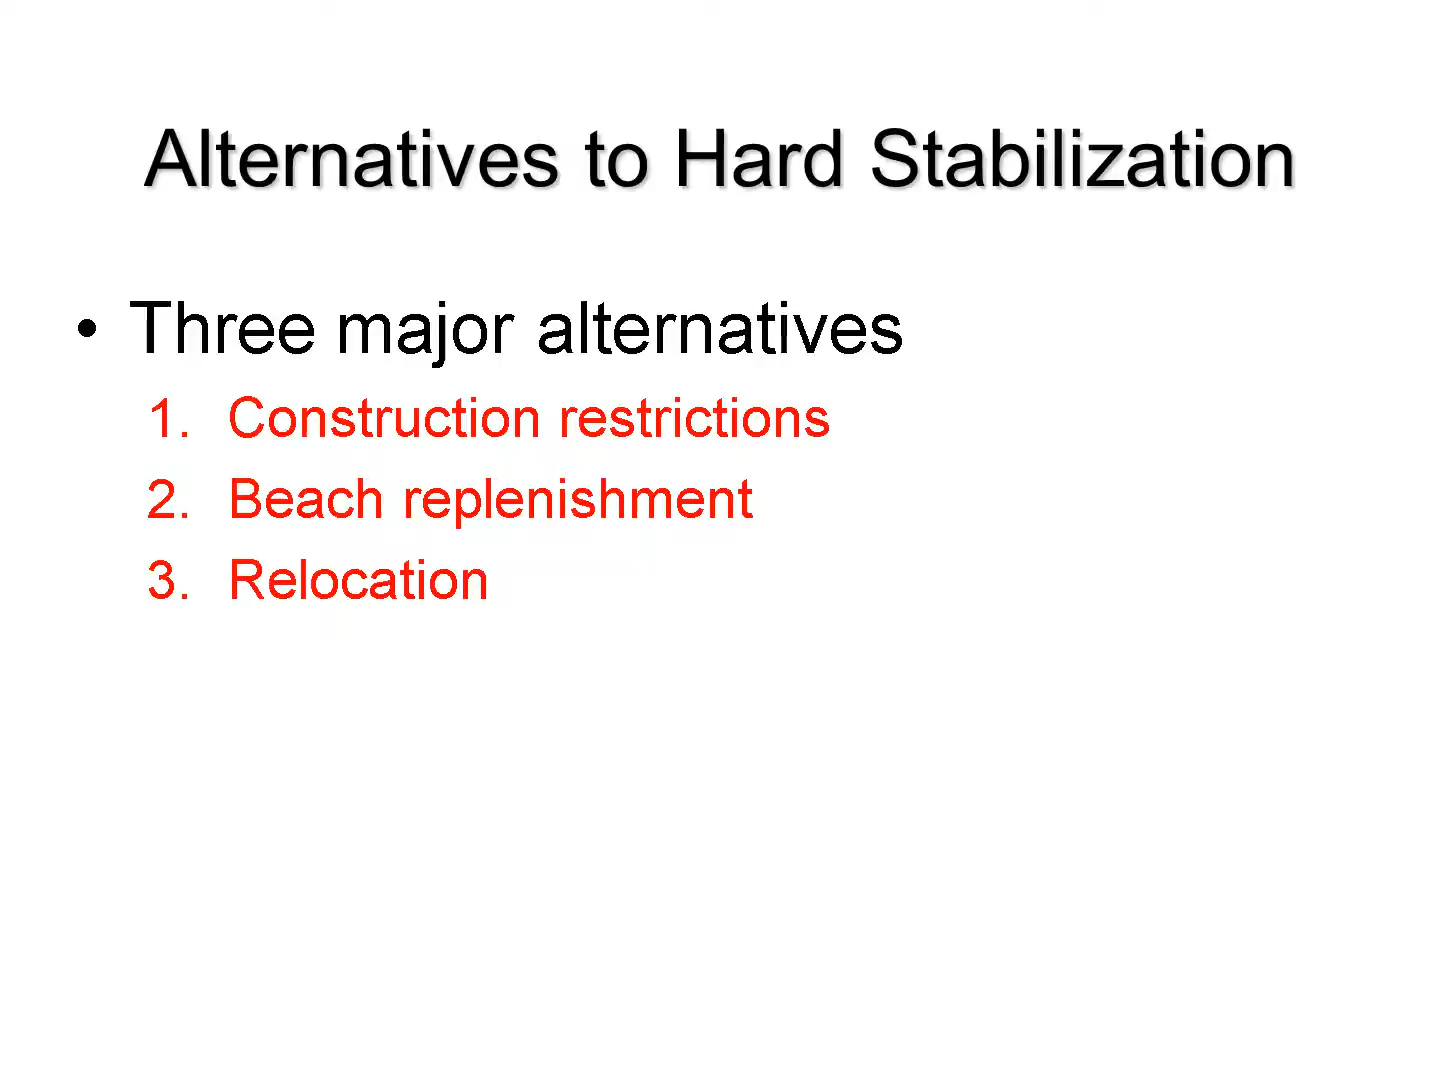 Alternatives to Hard Stabilization
• Three major alternatives
1. Construction restrictions
2. Beach replenishment
3. Relocation